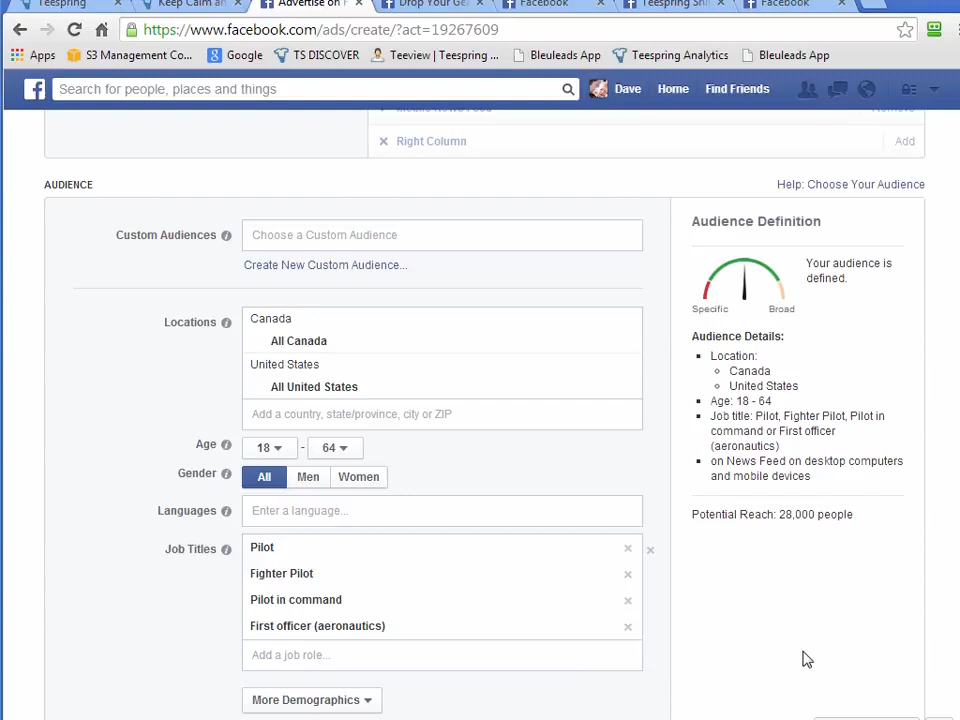 Teespring
Keep Calm an
Advertise on F
Drop Your Ge
Facebook
Teespring Shi
Facebook
https://www.facebook.com/ads/create/?act=19267609
Apps
S3 Management Co...
Google
TS DISCOVER
Teeview | Teespring ...
Bleuleads App
Teespring Analytics
Bleuleads App
Search for people, places and things
Dave
Home
Find Friends
Mobile News Feed
Remove
Right Column
Add
AUDIENCE
Help: Choose Your Audience
Custom Audiences
Choose a Custom Audience
Create New Custom Audience...
Locations
Canada
All Canada
United States
All United States
Add a country, state/province, city or ZIP
Age
18
-
64
Gender
All
Men
Women
Languages
Enter a language...
Job Titles
Pilot
Fighter Pilot
Pilot in command
First officer (aeronautics)
Add a job role...
More Demographics
Audience Definition
Your audience is
defined.
Specific
Broad
Audience Details:
Location:
Canada
United States
Age: 18 - 64
Job title: Pilot, Fighter Pilot, Pilot in
command or First officer
(aeronautics)
on News Feed on desktop computers
and mobile devices
Potential Reach: 28,000 people